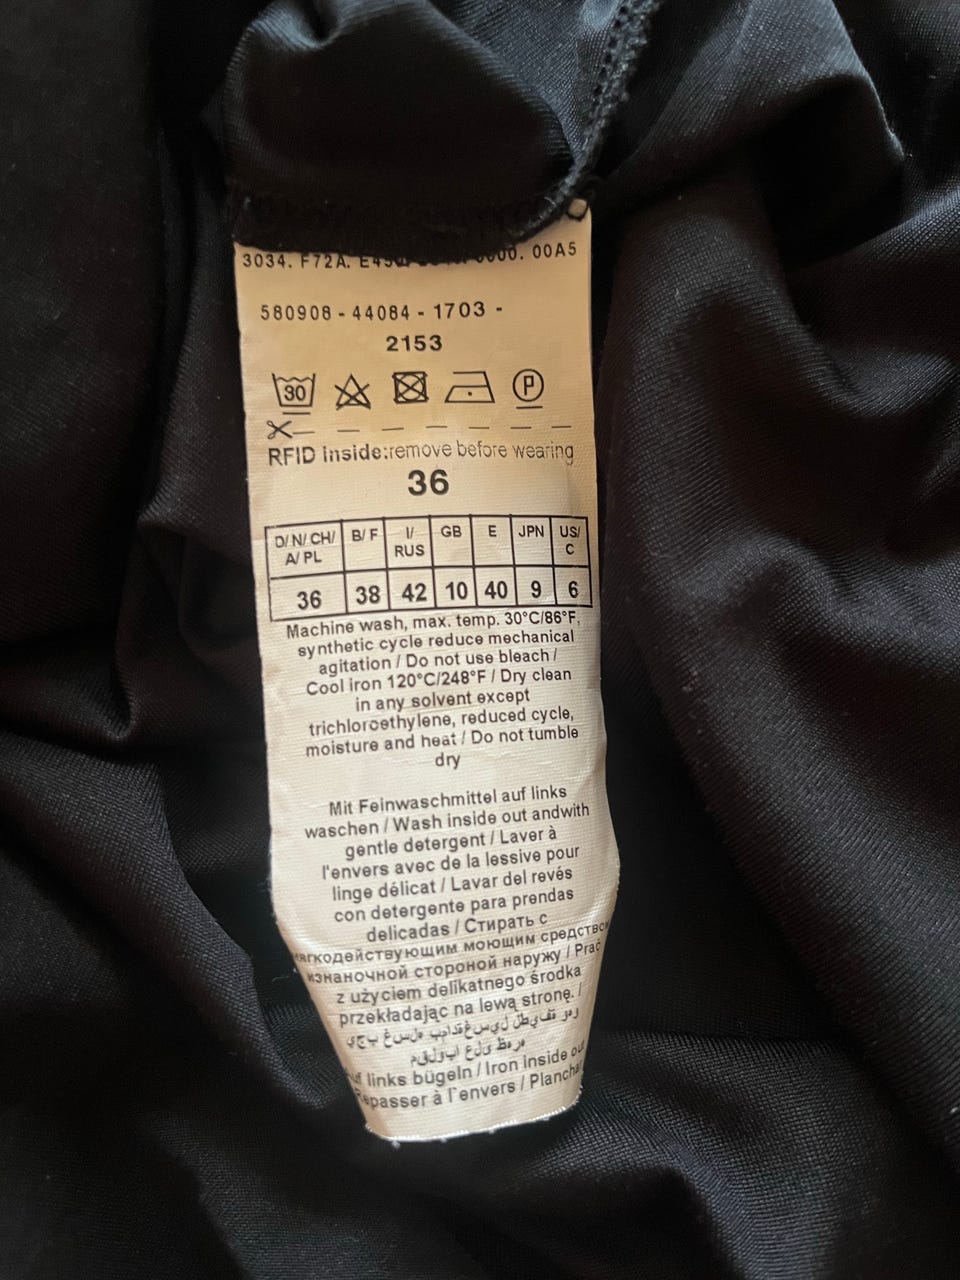 3034. F72A. 00A5
580908 - 44084 - 1703 -
2153
30 P
RFID inside:remove before wearing
36
D/ N/ CH/ A/ PL B/ F I/ RUS GB E JPN US/ C
36 38 42 10 40 9 6
Machine wash, max. temp. 30°C/86°F,
synthetic cycle reduce mechanical
agitation / Do not use bleach /
Cool iron 120°C/248°F / Dry clean
in any solvent except
trichloroethylene, reduced cycle,
moisture and heat / Do not tumble
dry
Mit Feinwaschmittel auf links
waschen / Wash inside out andwith
gentle detergent / Laver à
l'envers avec de la lessive pour
linge délicat / Lavar del revés
con detergente para prendas
delicadas / Стирать с
мягкодействующим моющим средством
изнаночной стороной наружу / Prać
z użyciem delikatnego środka
przekładając na lewą stronę. /
links bügeln / Iron inside out
Repasser à l'envers / Planchar